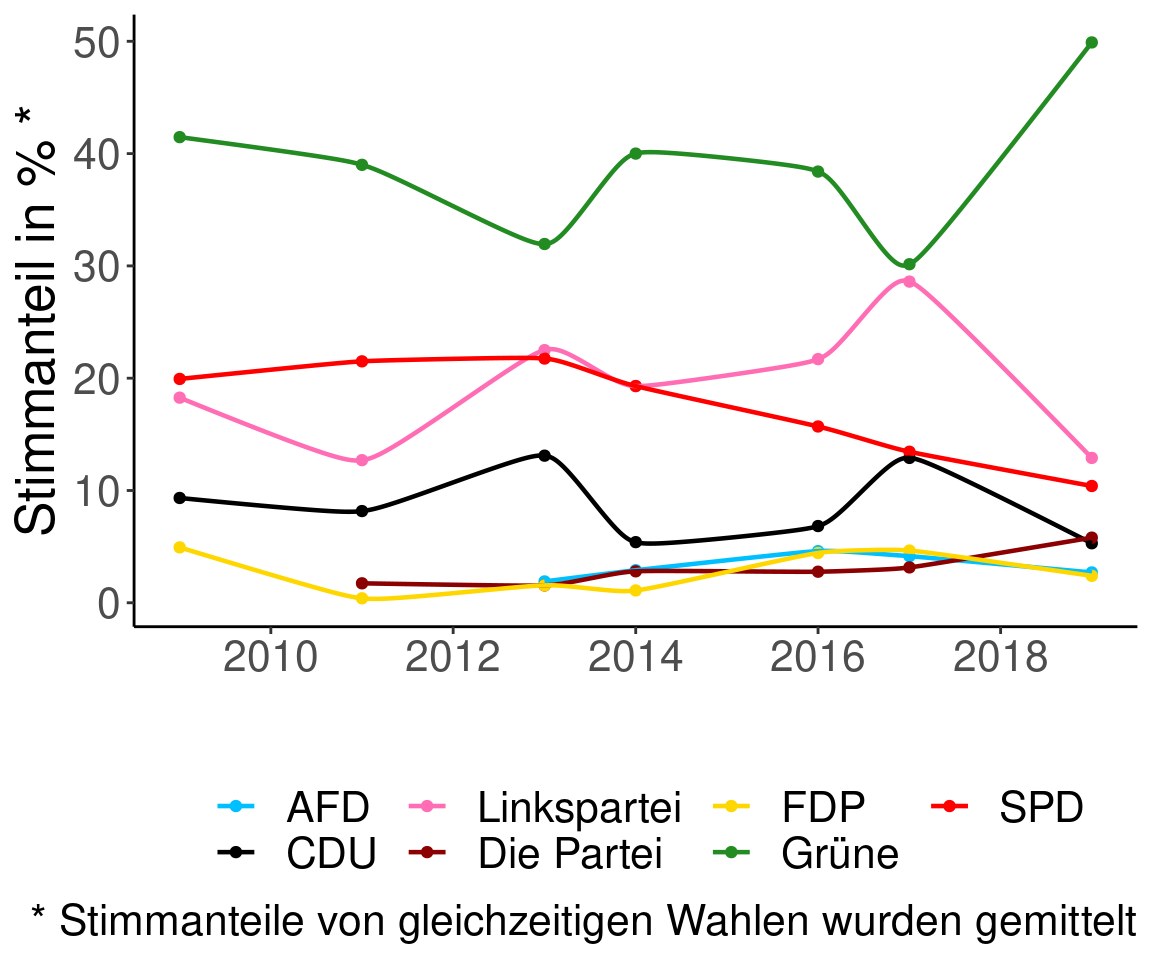 Stimmanteil in % *
50
40
30
20
10
0
2010 2012 2014 2016 2018
AFD Linkspartei FDP SPD
CDU Die Partei Grüne
* Stimmanteile von gleichzeitigen Wahlen wurden gemittelt